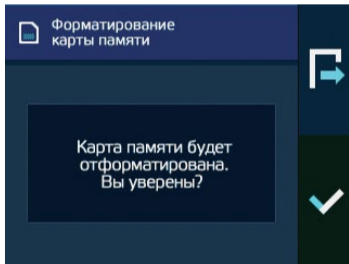 Форматирование
карты памяти
Карта памяти будет
отформатирована.
Вы уверены?